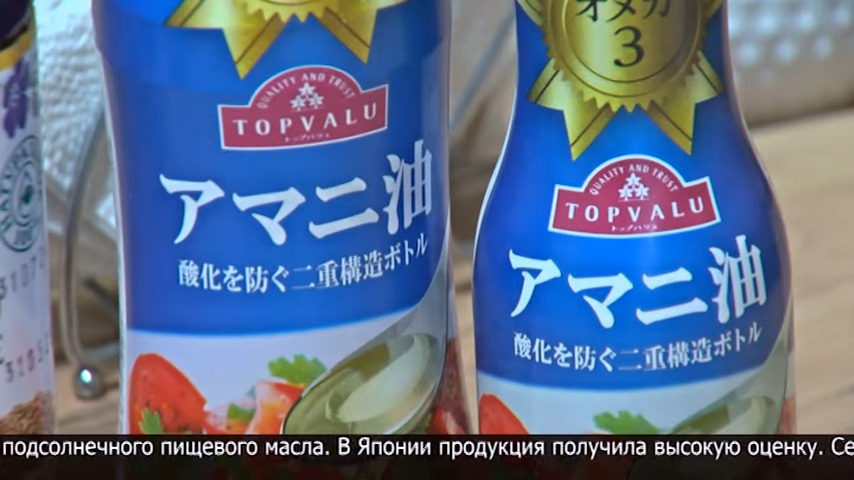 QUALITY AND TRUST
TOPVALU
トップバリュ
アマニ油
酸化を防ぐ二重構造ボトル
オメガ
3
QUALITY AND TRUST
TOPVALU
トップバリュ
アマニ油
酸化を防ぐ二重構造ボトル
подсолнечного пищевого масла. В Японии продукция получила высокую оценку. Се